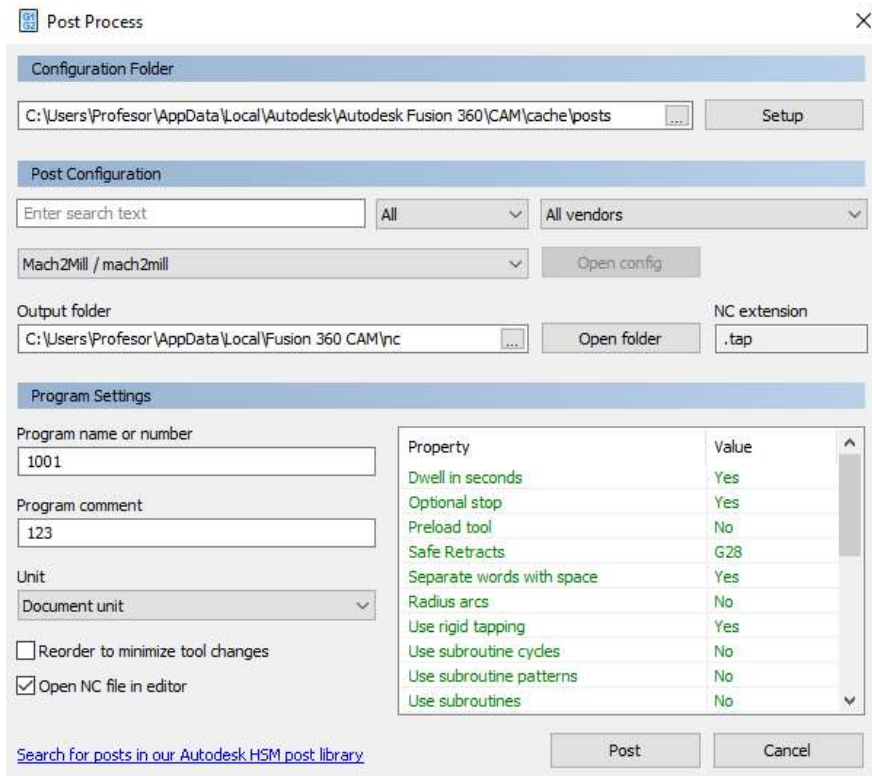 G1
G2
Post Process
Configuration Folder
C:\Users\Profesor\AppData\Local\Autodesk\Autodesk Fusion 360\CAM\cache\posts
...
Setup
Post Configuration
Enter search text
All
All vendors
Mach2Mill / mach2mill
Open config
Output folder
NC extension
C:\Users\Profesor\AppData\Local\Fusion 360 CAM\nc
...
Open folder
.tap
Program Settings
Program name or number
1001
Program comment
123
Unit
Document unit
Reorder to minimize tool changes
Open NC file in editor
Property Value
Dwell in seconds Yes
Optional stop Yes
Preload tool No
Safe Retracts G28
Separate words with space Yes
Radius arcs No
Use rigid tapping Yes
Use subroutine cycles No
Use subroutine patterns No
Use subroutines No
Search for posts in our Autodesk HSM post library
Post
Cancel